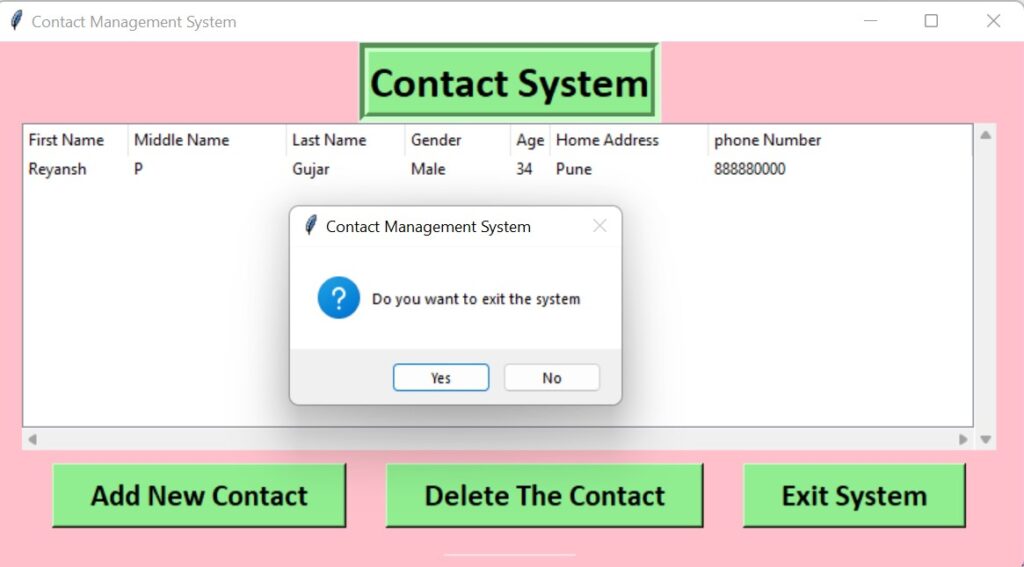 Contact Management System
Contact System
First Name Middle Name Last Name Gender Age Home Address phone Number
Reyansh P Gujar Male 34 Pune 888880000
Contact Management System
?
Do you want to exit the system
Yes No
Add New Contact Delete The Contact Exit System